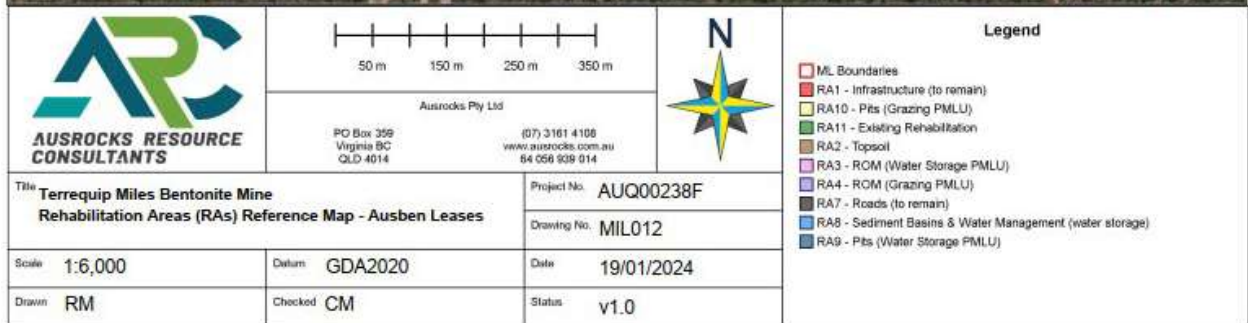 ARC
AUSROCKS RESOURCE
CONSULTANTS
50 m 150 m 250 m 350 m
Ausrocks Pty Ltd
PO Box 359
Virginia BC
QLD 4014
(07) 3161 4108
www.ausrocks.com.au
64 056 939 014
N
Title Terrequip Miles Bentonite Mine
Rehabilitation Areas (RAs) Reference Map - Ausben Leases
Project No. AUQ00238F
Drawing No. MIL012
Scale 1:6,000
Datum GDA2020
Date 19/01/2024
Drawn RM
Checked CM
Status v1.0
Legend
ML Boundaries
RA1 - Infrastructure (to remain)
RA10 - Pits (Grazing PMLU)
RA11 - Existing Rehabilitation
RA2 - Topsoil
RA3 - ROM (Water Storage PMLU)
RA4 - ROM (Grazing PMLU)
RA7 - Roads (to remain)
RA8 - Sediment Basins & Water Management (water storage)
RA9 - Pits (Water Storage PMLU)